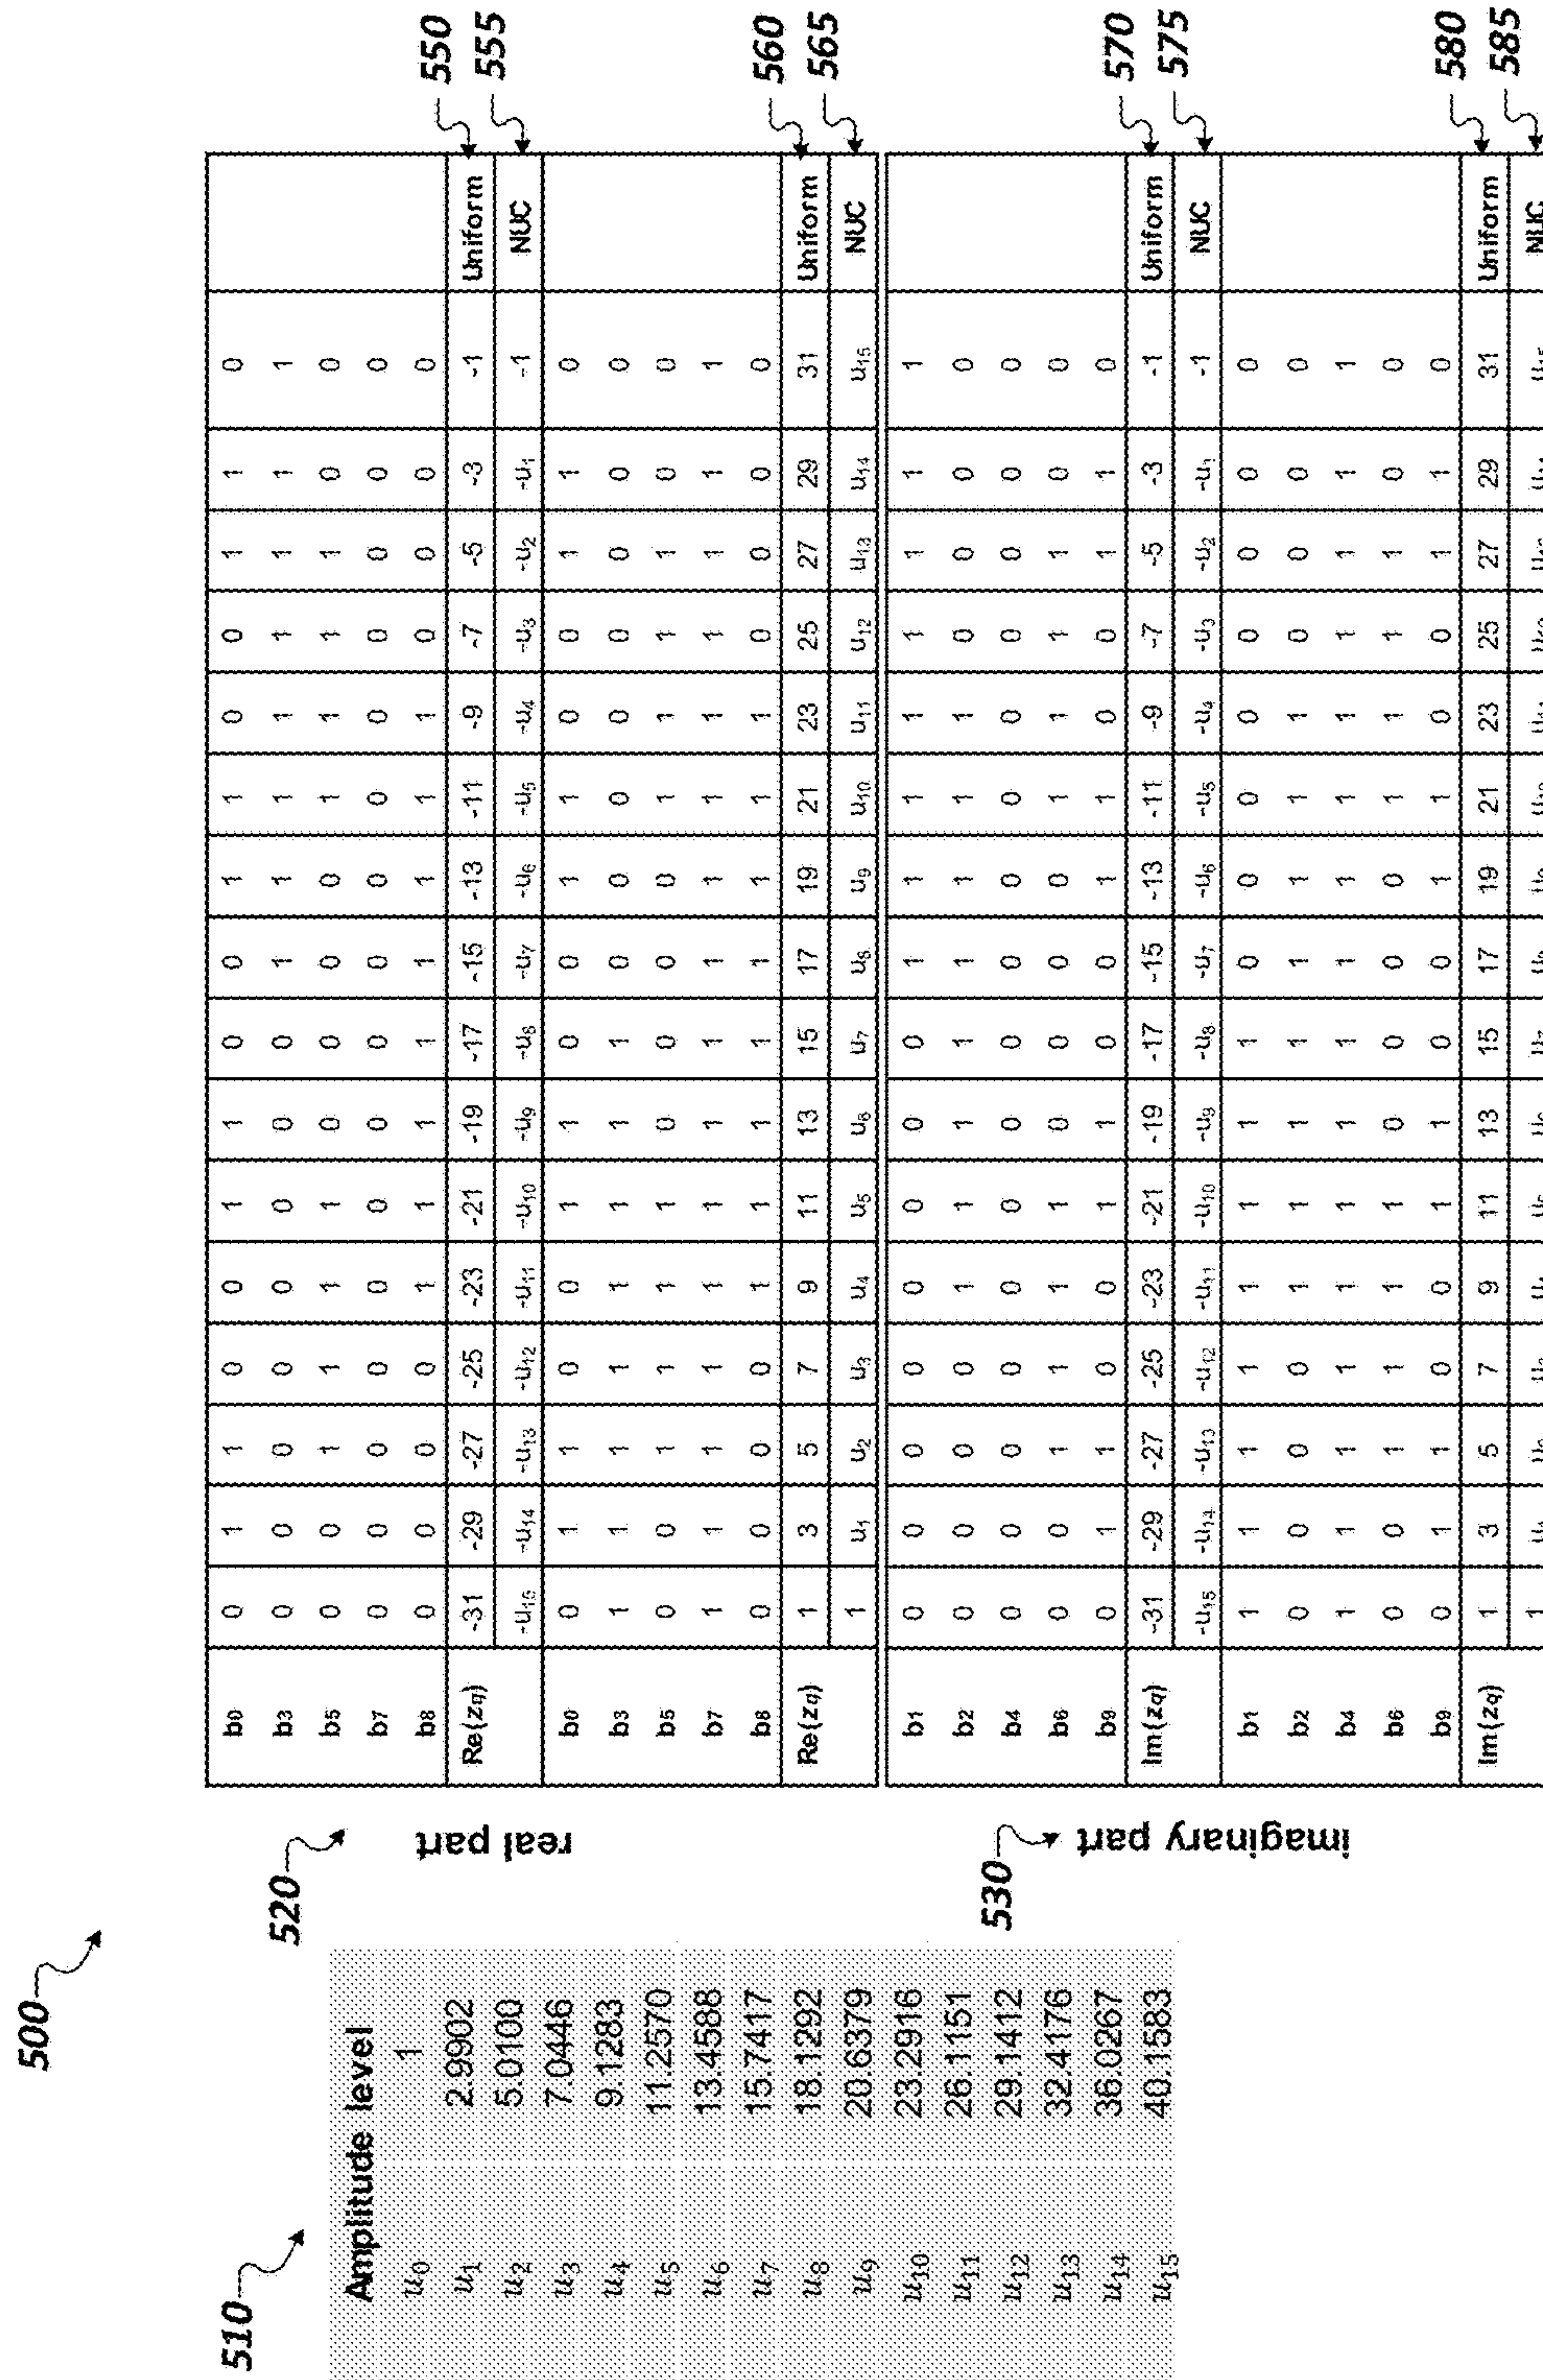 500
510
Amplitude level
u0 1
u1 2.9902
u2 5.0100
u3 7.0446
u4 9.1283
u5 11.2570
u6 13.4588
u7 15.7417
u8 18.1292
u9 20.6379
u10 23.2916
u11 26.1151
u12 29.1412
u13 32.4176
u14 36.0267
u15 40.1583
520
real part
b0 0 1 1 0 0 1 1 0 0 1 1 0 0 1 1 0
b3 0 0 0 0 0 0 0 0 1 1 1 1 1 1 1 1
b5 0 0 1 1 1 1 0 0 0 0 1 1 1 1 0 0
b7 0 0 0 0 0 0 0 0 0 0 0 0 0 0 0 0
b8 0 0 0 0 1 1 1 1 1 1 1 1 0 0 0 0
Re(zq) -31 -29 -27 -25 -23 -21 -19 -17 -15 -13 -11 -9 -7 -5 -3 -1 Uniform 550
-u15 -u14 -u13 -u12 -u11 -u10 -u9 -u8 -u7 -u6 -u5 -u4 -u3 -u2 -u1 -1 NUC 555
b0 0 1 1 0 0 1 1 0 0 1 1 0 0 1 1 0
b3 1 1 1 1 1 1 1 1 0 0 0 0 0 0 0 0
b5 0 0 1 1 1 1 0 0 0 0 1 1 1 1 0 0
b7 1 1 1 1 1 1 1 1 1 1 1 1 1 1 1 1
b8 0 0 0 0 1 1 1 1 1 1 1 1 0 0 0 0
Re(zq) 1 3 5 7 9 11 13 15 17 19 21 23 25 27 29 31 Uniform 560
1 u1 u2 u3 u4 u5 u6 u7 u8 u9 u10 u11 u12 u13 u14 u15 NUC 565
530
imaginary part
b1 0 0 0 0 0 0 0 0 1 1 1 1 1 1 1 1
b2 0 0 0 0 1 1 1 1 1 1 1 1 0 0 0 0
b4 0 0 0 0 0 0 0 0 0 0 0 0 0 0 0 0
b6 0 0 1 1 1 1 0 0 0 0 1 1 1 1 0 0
b9 0 1 1 0 0 1 1 0 0 1 1 0 0 1 1 0
Im(zq) -31 -29 -27 -25 -23 -21 -19 -17 -15 -13 -11 -9 -7 -5 -3 -1 Uniform 570
-u15 -u14 -u13 -u12 -u11 -u10 -u9 -u8 -u7 -u6 -u5 -u4 -u3 -u2 -u1 -1 NUC 575
b1 1 1 1 1 1 1 1 1 0 0 0 0 0 0 0 0
b2 0 0 0 0 1 1 1 1 1 1 1 1 0 0 0 0
b4 1 1 1 1 1 1 1 1 1 1 1 1 1 1 1 1
b6 0 0 1 1 1 1 0 0 0 0 1 1 1 1 0 0
b9 0 1 1 0 0 1 1 0 0 1 1 0 0 1 1 0
Im(zq) 1 3 5 7 9 11 13 15 17 19 21 23 25 27 29 31 Uniform 580
1 NUC 585